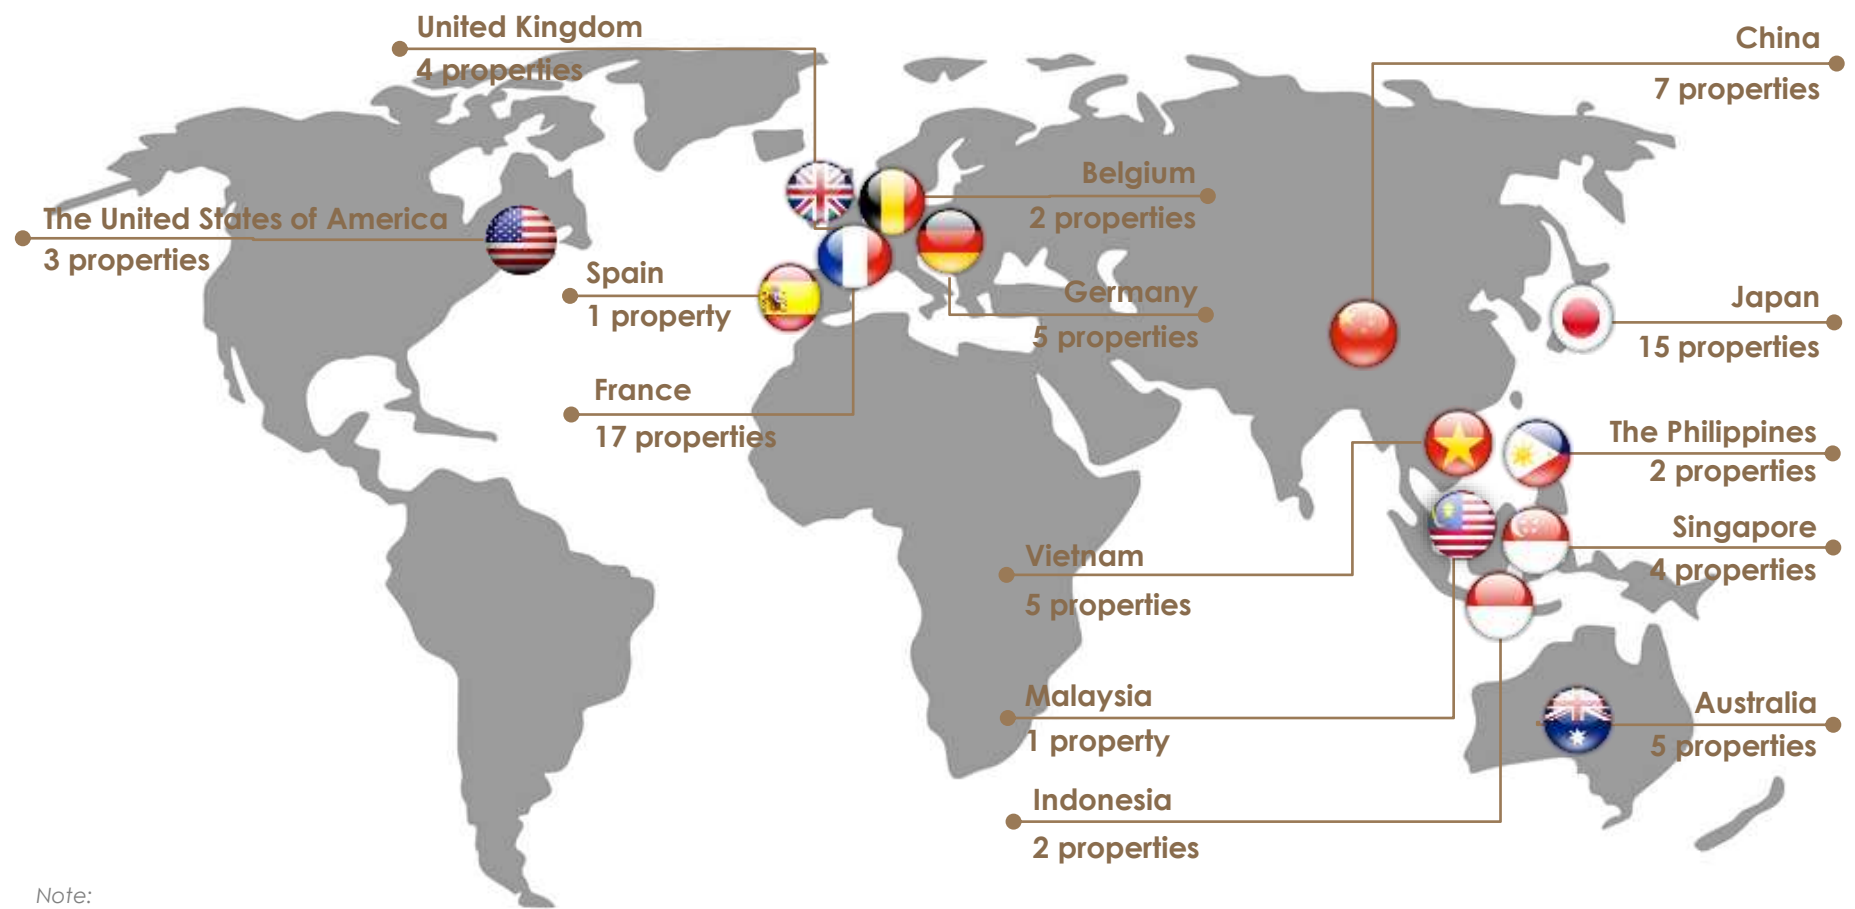 United Kingdom
4 properties
China
7 properties
Belgium
2 properties
The United States of America
3 properties
Spain
1 property
Germany
5 properties
Japan
15 properties
France
17 properties
The Philippines
2 properties
Singapore
4 properties
Vietnam
5 properties
Malaysia
1 property
Australia
5 properties
Indonesia
2 properties
Note: